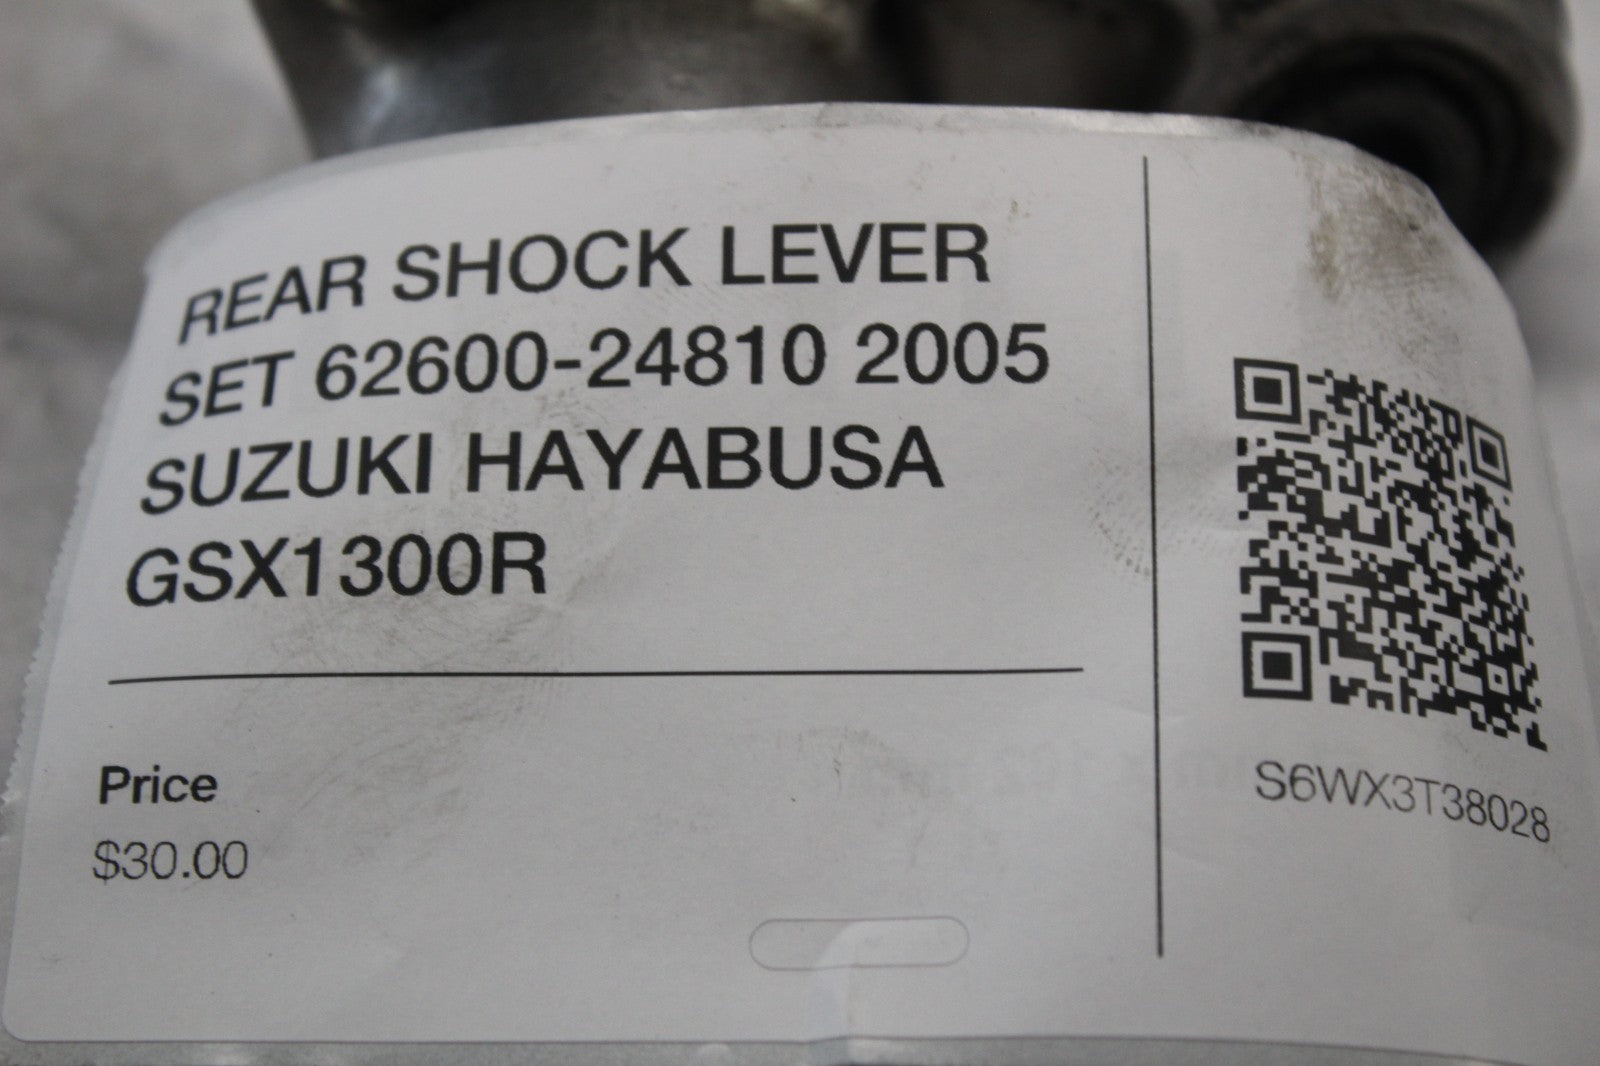 REAR SHOCK LEVER
SET 62600-24810 2005
SUZUKI HAYABUSA
GSX1300R
Price
$30.00
S6WX3T38028